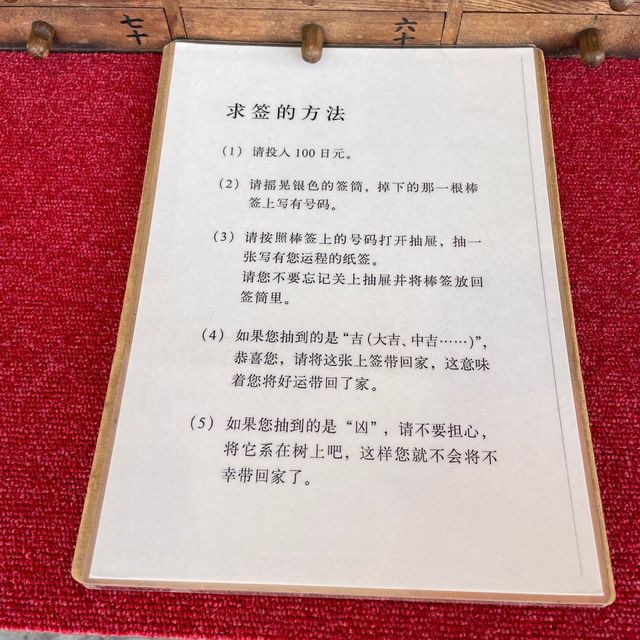 七十
六十
求签的方法
（1）请投入 100 日元。
（2）请摇晃银色的签筒，掉下的那一根棒
签上写有号码。
（3）请按照棒签上的号码打开抽屉，抽一
张写有您运程的纸签。
请您不要忘记关上抽屉并将棒签放回
签筒里。
（4）如果您抽到的是“吉（大吉、中吉……）”，
恭喜您，请将这张上签带回家，这意味
着您将好运带回了家。
（5）如果您抽到的是“凶”，请不要担心，
将它系在树上吧，这样您就不会将不
幸带回家了。